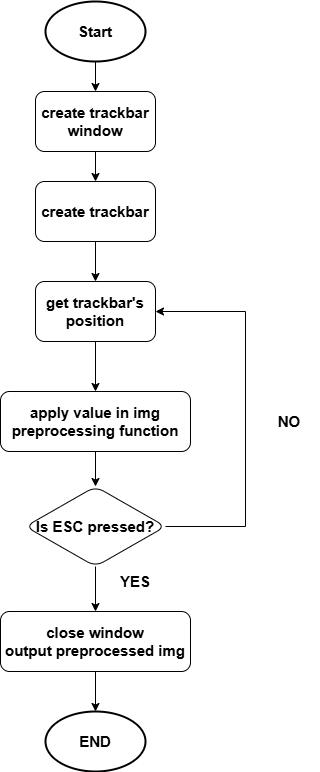 Start
create trackbar
window
create trackbar
get trackbar's
position
apply value in img
preprocessing function
NO
Is ESC pressed?
YES
close window
output preprocessed img
END